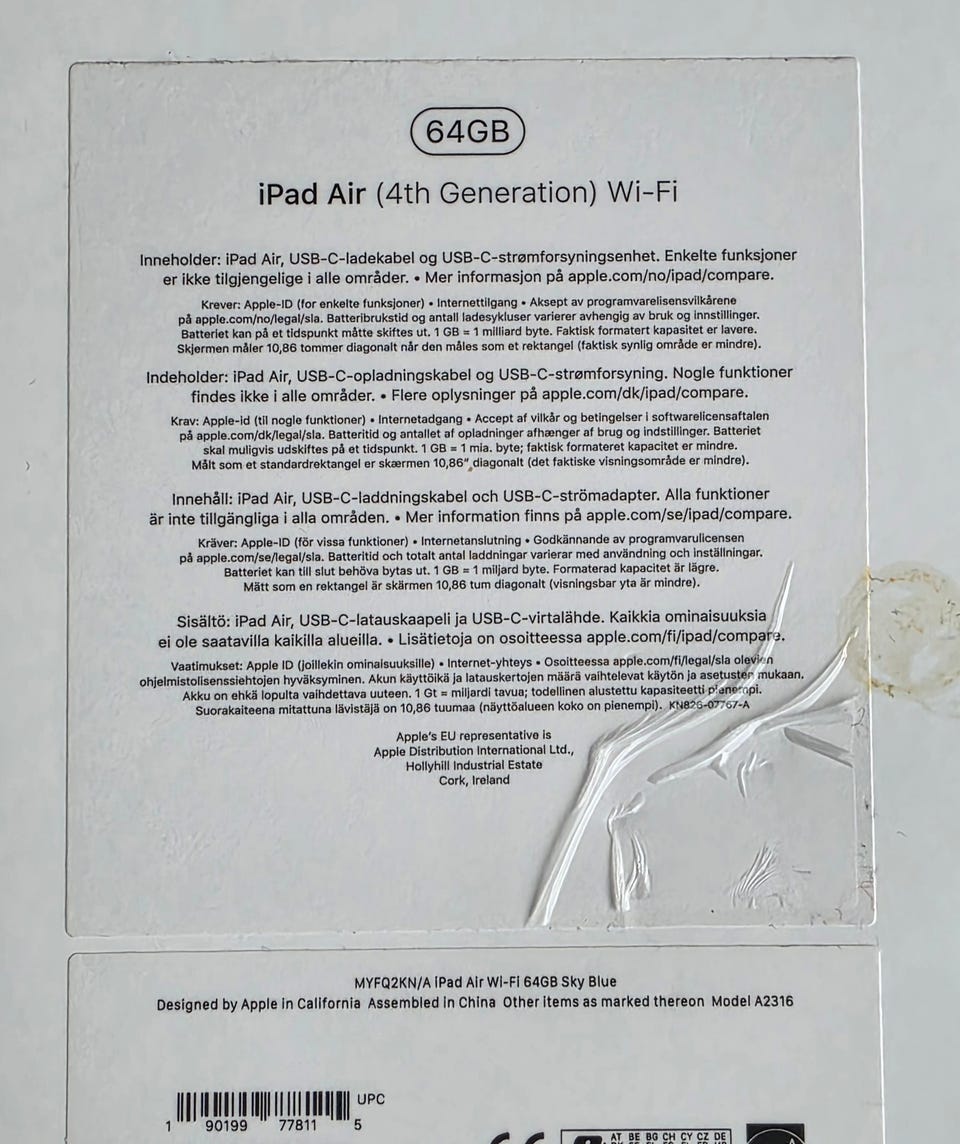 64GB
iPad Air (4th Generation) Wi-Fi
Inneholder: iPad Air, USB-C-ladekabel og USB-C-strømforsyningsenhet. Enkelte funksjoner
er ikke tilgjengelige i alle områder. • Mer informasjon på apple.com/no/ipad/compare.
Krever: Apple-ID (for enkelte funksjoner) • Internettilgang • Aksept av programvarelisensvilkårene
på apple.com/no/legal/sla. Batteribrukstid og antall ladesykluser varierer avhengig av bruk og innstillinger.
Batteriet kan på et tidspunkt måtte skiftes ut. 1 GB = 1 milliard byte. Faktisk formatert kapasitet er lavere.
Skjermen måler 10,86 tommer diagonalt når den måles som et rektangel (faktisk synlig område er mindre).
Indeholder: iPad Air, USB-C-opladningskabel og USB-C-strømforsyning. Nogle funktioner
findes ikke i alle områder. • Flere oplysninger på apple.com/dk/ipad/compare.
Krav: Apple-id (til nogle funktioner) • Internetadgang • Accept af vilkår og betingelser i softwarelicensaftalen
på apple.com/dk/legal/sla. Batteritid og antallet af opladninger afhænger af brug og indstillinger. Batteriet
skal muligvis udskiftes på et tidspunkt. 1 GB = 1 mia. byte; faktisk formateret kapacitet er mindre.
Målt som et standardrektangel er skærmen 10,86" diagonalt (det faktiske visningsområde er mindre).
Innehåll: iPad Air, USB-C-laddningskabel och USB-C-strömadapter. Alla funktioner
är inte tillgängliga i alla områden. • Mer information finns på apple.com/se/ipad/compare.
Kräver: Apple-ID (för vissa funktioner) • Internetanslutning • Godkännande av programvarulicensen
på apple.com/se/legal/sla. Batteritid och totalt antal laddningar varierar med användning och inställningar.
Batteriet kan till slut behöva bytas ut. 1 GB = 1 miljard byte. Formaterad kapacitet är lägre.
Mätt som en rektangel är skärmen 10,86 tum diagonalt (visningsbar yta är mindre).
Sisältö: iPad Air, USB-C-latauskaapeli ja USB-C-virtalähde. Kaikkia ominaisuuksia
ei ole saatavilla kaikilla alueilla. • Lisätietoja on osoitteessa apple.com/fi/ipad/compare.
Vaatimukset: Apple ID (joillekin ominaisuuksille) • Internet-yhteys • Osoitteessa apple.com/fi/legal/sla olevien
ohjelmistolisenssiehtojen hyväksyminen. Akun käyttöikä ja latauskertojen määrä vaihtelevat käytön ja asetusten mukaan.
Akku on ehkä lopulta vaihdettava uuteen. 1 Gt = miljardi tavua; todellinen alustettu kapasiteetti pienempi.
Suorakaiteena mitattuna lävistäjä on 10,86 tuumaa (näyttöalueen koko on pienempi). KN826-07767-A
Apple's EU representative is
Apple Distribution International Ltd.,
Hollyhill Industrial Estate
Cork, Ireland
MYFQ2KN/A iPad Air Wi-Fi 64GB Sky Blue
Designed by Apple in California Assembled in China Other items as marked thereon Model A2316
UPC
1 90199 77811 5
AT BE BG CH CY CZ DE